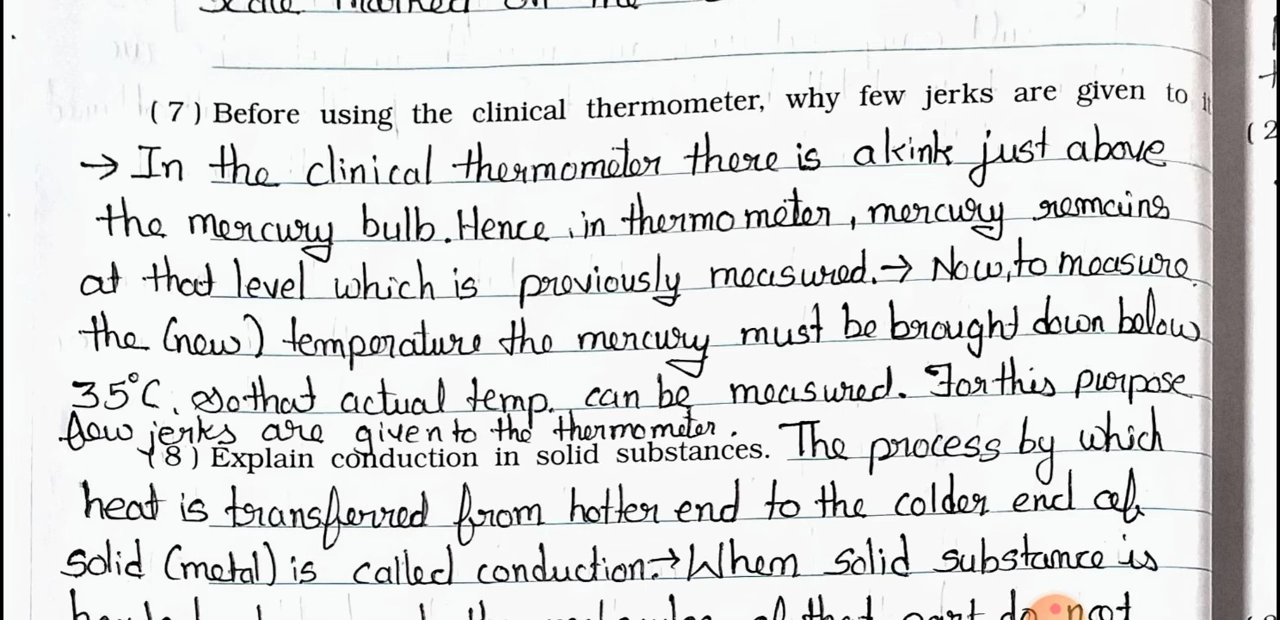 (7) Before using the clinical thermometer, why few jerks are given to
→ In the clinical thermometer there is a kink just above
the mercury bulb. Hence, in thermometer, mercury remains
at that level which is previously measured. → Now, to measure
the (new) temperature the mercury must be brought down below
35°C. so that actual temp. can be measured. For this purpose
few jerks are given to the thermometer.
(8) Explain conduction in solid substances. The process by which
heat is transferred from hotter end to the colder end of
solid (metal) is called conduction. → When solid substance is